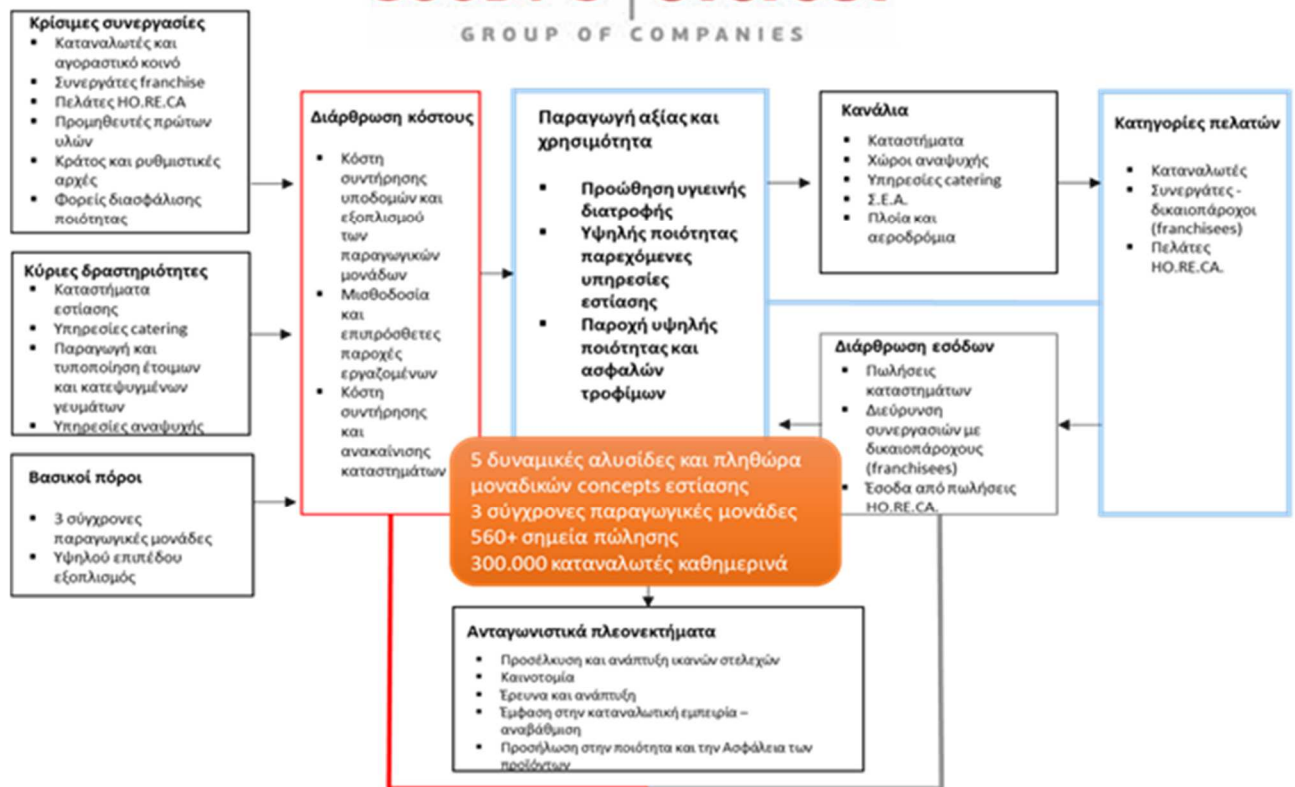 GROUP OF COMPANIES
Κρίσιμες συνεργασίες
▪ Καταναλωτές και
αγοραστικό κοινό
▪ Συνεργάτες franchise
▪ Πελάτες HO.RE.CA
▪ Προμηθευτές πρώτων
υλών
▪ Κράτος και ρυθμιστικές
αρχές
▪ Φορείς διασφάλισης
ποιότητας
Κύριες δραστηριότητες
▪ Καταστήματα
εστίασης
▪ Υπηρεσίες catering
▪ Παραγωγή και
τυποποίηση έτοιμων
και κατεψυγμένων
γευμάτων
▪ Υπηρεσίες αναψυχής
Βασικοί πόροι
▪ 3 σύγχρονες
παραγωγικές μονάδες
▪ Υψηλού επιπέδου
εξοπλισμός
Διάρθρωση κόστους
▪ Κόστη
συντήρησης
υποδομών και
εξοπλισμού
των
παραγωγικών
μονάδων
▪ Μισθοδοσία
και
επιπρόσθετες
παροχές
εργαζομένων
▪ Κόστη
συντήρησης
και
ανακαίνισης
καταστημάτων
Παραγωγή αξίας και
χρησιμότητα
▪ Προώθηση υγιεινής
διατροφής
▪ Υψηλής ποιότητας
παρεχόμενες
υπηρεσίες
εστίασης
▪ Παροχή υψηλής
ποιότητας και
ασφαλών
τροφίμων
Κανάλια
▪ Καταστήματα
▪ Χώροι αναψυχής
▪ Υπηρεσίες catering
▪ Σ.Ε.Α.
▪ Πλοία και
αεροδρόμια
Κατηγορίες πελατών
▪ Καταναλωτές
▪ Συνεργάτες -
δικαιοπάροχοι
(franchisees)
▪ Πελάτες
HO.RE.CA.
Διάρθρωση εσόδων
▪ Πωλήσεις
καταστημάτων
▪ Διεύρυνση
συνεργασιών με
δικαιοπάροχους
(franchisees)
▪ Έσοδα από πωλήσεις
HO.RE.CA.
5 δυναμικές αλυσίδες και πληθώρα
μοναδικών concepts εστίασης
3 σύγχρονες παραγωγικές μονάδες
560+ σημεία πώλησης
300.000 καταναλωτές καθημερινά
Ανταγωνιστικά πλεονεκτήματα
▪ Προσέλκυση και ανάπτυξη ικανών στελεχών
▪ Καινοτομία
▪ Έρευνα και ανάπτυξη
▪ Έμφαση στην καταναλωτική εμπειρία –
αναβάθμιση
▪ Προσήλωση στην ποιότητα και την Ασφάλεια των
προϊόντων